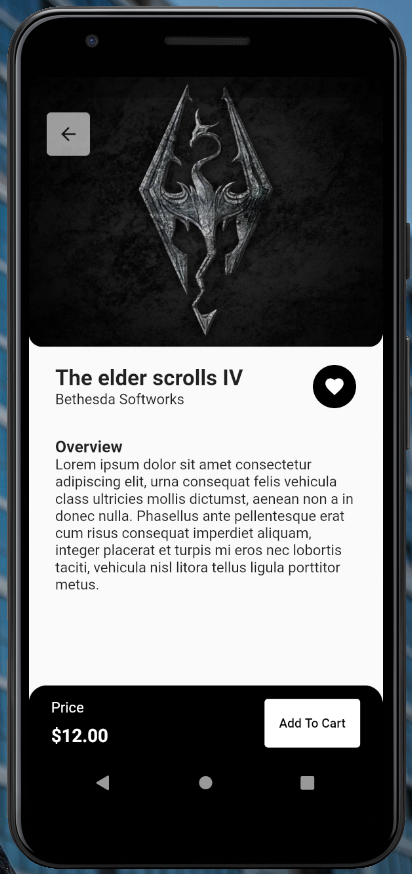 The elder scrolls IV
Bethesda Softworks
Overview
Lorem ipsum dolor sit amet consectetur
adipiscing elit, urna consequat felis vehicula
class ultricies mollis dictumst, aenean non a in
donec nulla. Phasellus ante pellentesque erat
cum risus consequat imperdiet aliquam,
integer placerat et turpis mi eros nec lobortis
taciti, vehicula nisl litora tellus ligula porttitor
metus.
Price
$12.00
Add To Cart